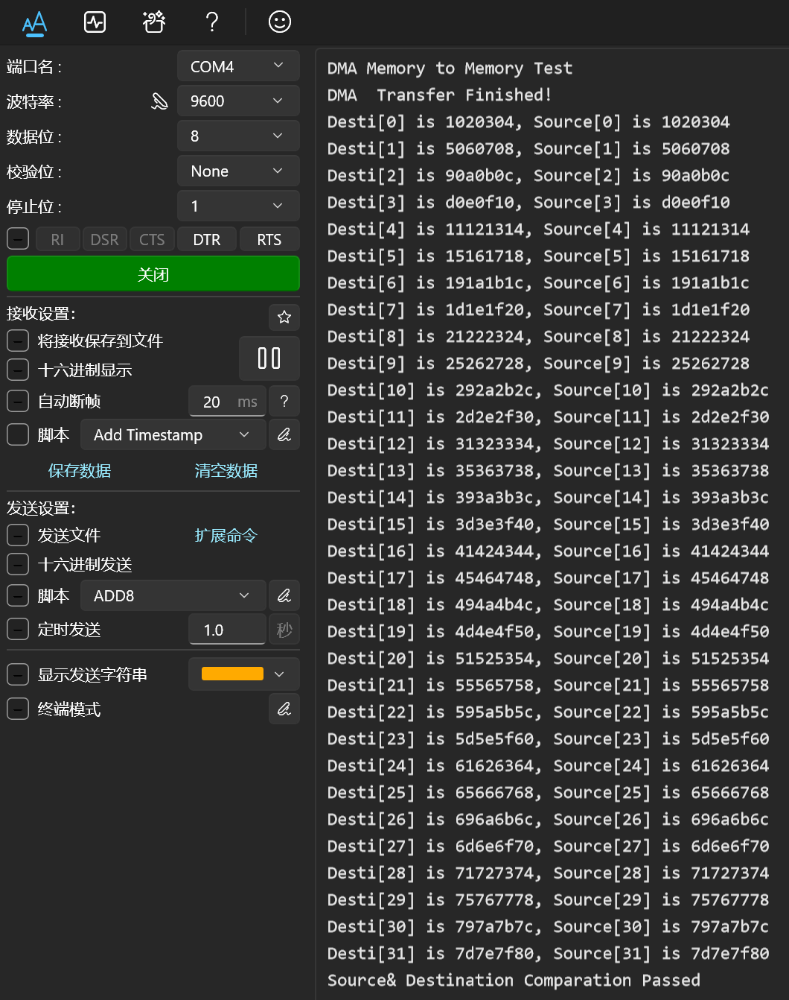 端口名 :
COM4
波特率 :
9600
数据位 :
8
校验位 :
None
停止位 :
1
RI DSR CTS DTR RTS
关闭
接收设置:
将接收保存到文件
十六进制显示
自动断帧
20 ms ?
脚本
Add Timestamp
保存数据
清空数据
发送设置:
发送文件
扩展命令
十六进制发送
脚本
ADD8
定时发送
1.0 秒
显示发送字符串
终端模式
DMA Memory to Memory Test
DMA  Transfer Finished!
Desti[0] is 1020304, Source[0] is 1020304
Desti[1] is 5060708, Source[1] is 5060708
Desti[2] is 90a0b0c, Source[2] is 90a0b0c
Desti[3] is d0e0f10, Source[3] is d0e0f10
Desti[4] is 11121314, Source[4] is 11121314
Desti[5] is 15161718, Source[5] is 15161718
Desti[6] is 191a1b1c, Source[6] is 191a1b1c
Desti[7] is 1d1e1f20, Source[7] is 1d1e1f20
Desti[8] is 21222324, Source[8] is 21222324
Desti[9] is 25262728, Source[9] is 25262728
Desti[10] is 292a2b2c, Source[10] is 292a2b2c
Desti[11] is 2d2e2f30, Source[11] is 2d2e2f30
Desti[12] is 31323334, Source[12] is 31323334
Desti[13] is 35363738, Source[13] is 35363738
Desti[14] is 393a3b3c, Source[14] is 393a3b3c
Desti[15] is 3d3e3f40, Source[15] is 3d3e3f40
Desti[16] is 41424344, Source[16] is 41424344
Desti[17] is 45464748, Source[17] is 45464748
Desti[18] is 494a4b4c, Source[18] is 494a4b4c
Desti[19] is 4d4e4f50, Source[19] is 4d4e4f50
Desti[20] is 51525354, Source[20] is 51525354
Desti[21] is 55565758, Source[21] is 55565758
Desti[22] is 595a5b5c, Source[22] is 595a5b5c
Desti[23] is 5d5e5f60, Source[23] is 5d5e5f60
Desti[24] is 61626364, Source[24] is 61626364
Desti[25] is 65666768, Source[25] is 65666768
Desti[26] is 696a6b6c, Source[26] is 696a6b6c
Desti[27] is 6d6e6f70, Source[27] is 6d6e6f70
Desti[28] is 71727374, Source[28] is 71727374
Desti[29] is 75767778, Source[29] is 75767778
Desti[30] is 797a7b7c, Source[30] is 797a7b7c
Desti[31] is 7d7e7f80, Source[31] is 7d7e7f80
Source& Destination Comparation Passed